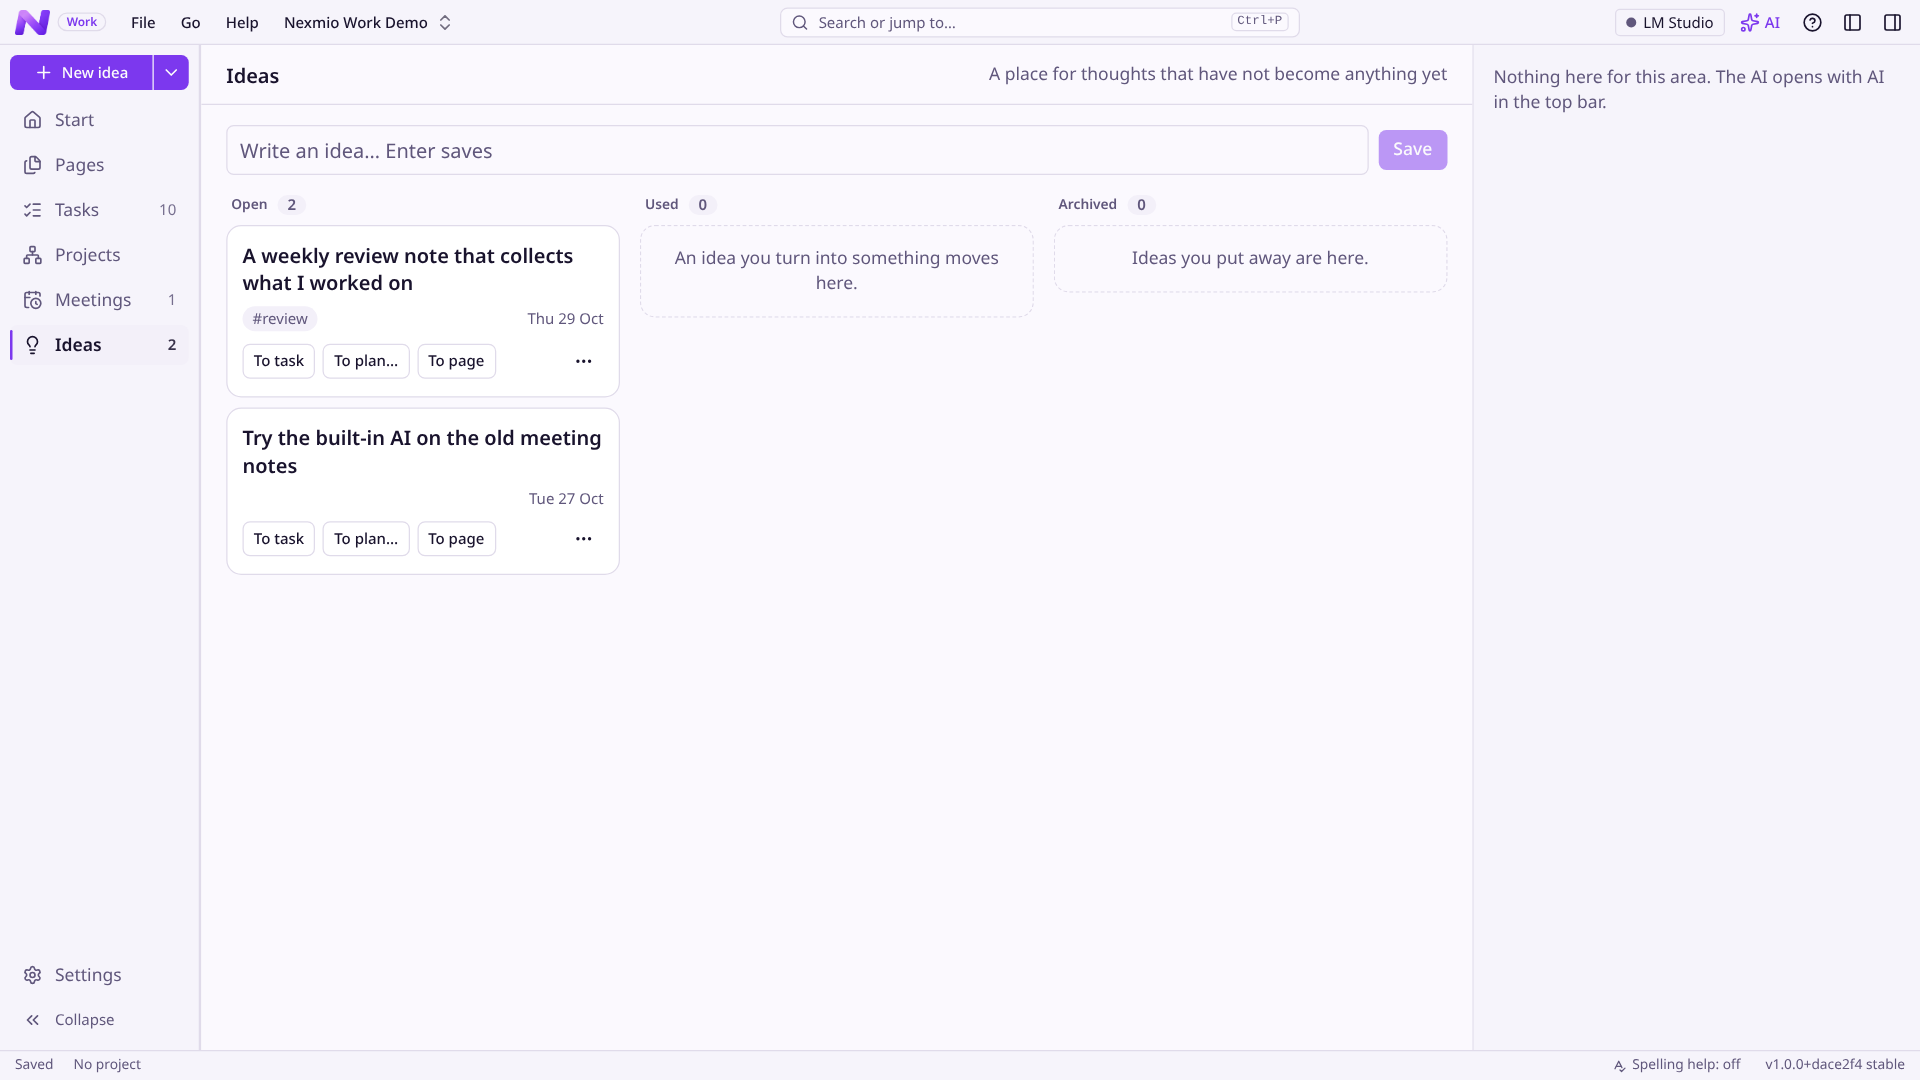 Work File Go Help Nexmio Work Demo Search or jump to... Ctrl+P LM Studio AI
New idea
Start
Pages
Tasks 10
Projects
Meetings 1
Ideas 2
Settings
Collapse
Ideas A place for thoughts that have not become anything yet
Write an idea... Enter saves Save
Open 2
A weekly review note that collects
what I worked on
#review Thu 29 Oct
To task To plan... To page
Try the built-in AI on the old meeting
notes
Tue 27 Oct
To task To plan... To page
Used 0
An idea you turn into something moves
here.
Archived 0
Ideas you put away are here.
Nothing here for this area. The AI opens with AI
in the top bar.
Saved No project Spelling help: off v1.0.0+dace2f4 stable